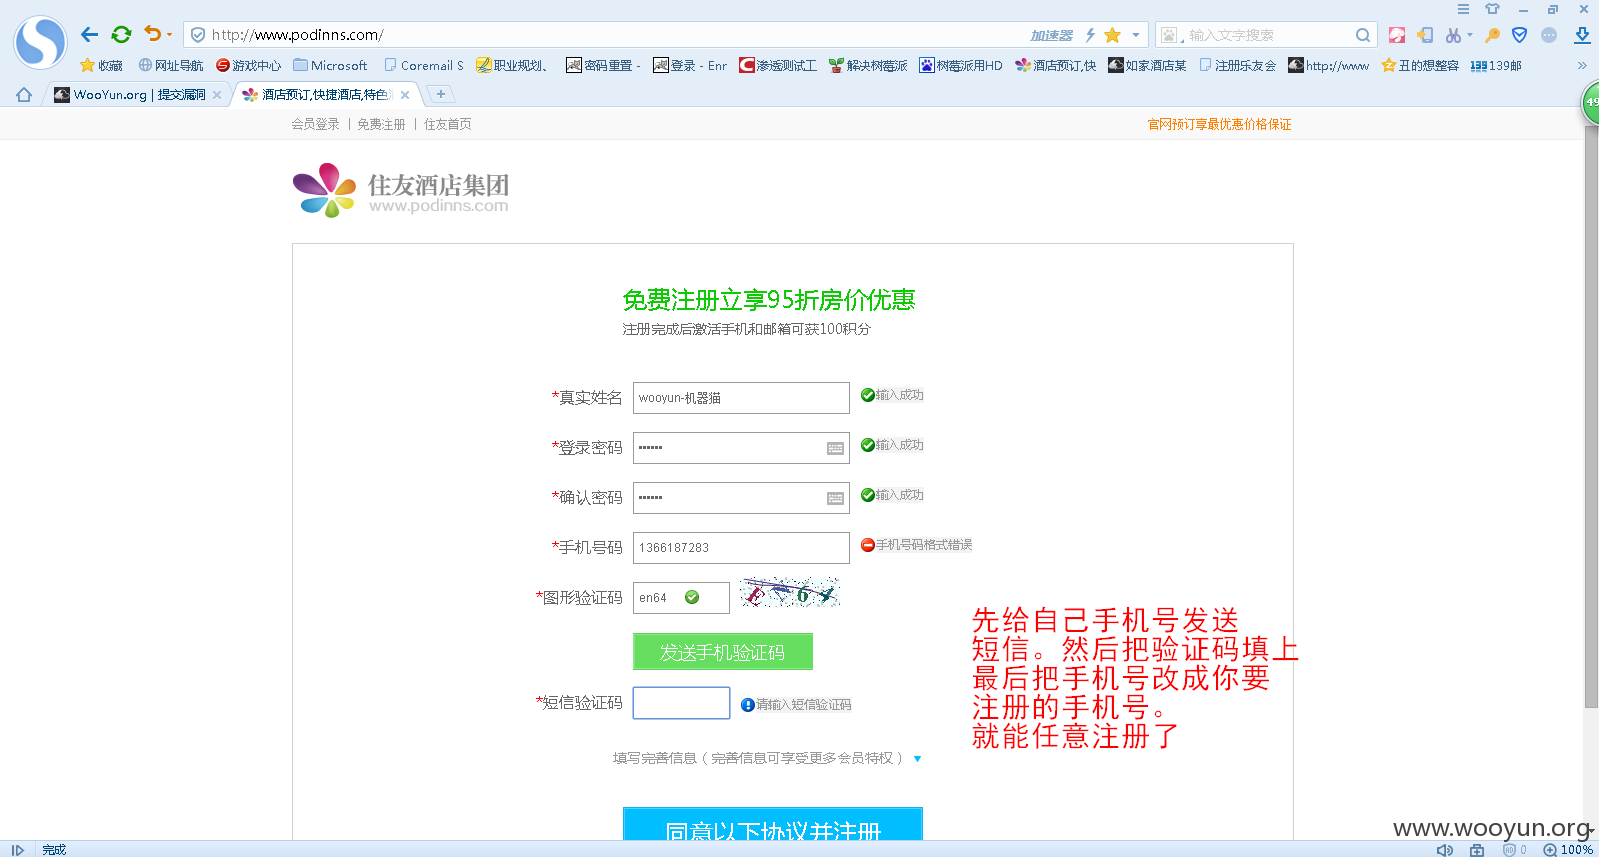 http://www.podinns.com/
加速器
输入文字搜索
收藏 网址导航 游戏中心 Microsoft Coremail S 职业规划、 密码重置 - 登录 - Enr 渗透测试工 解决树莓派 树莓派用HD 酒店预订,快 如家酒店某 注册乐友会 http://www 丑的想整容 139邮
WooYun.org | 提交漏洞
酒店预订,快捷酒店,特色
49
会员登录 | 免费注册 | 住友首页
官网预订享最优惠价格保证
住友酒店集团
www.podinns.com
免费注册立享95折房价优惠
注册完成后激活手机和邮箱可获100积分
*真实姓名 wooyun-机器猫 输入成功
*登录密码 •••••• 输入成功
*确认密码 •••••• 输入成功
*手机号码 1366187283 手机号码格式错误
*图形验证码 en64
发送手机验证码
*短信验证码 请输入短信验证码
先给自己手机号发送
短信。然后把验证码填上
最后把手机号改成你要
注册的手机号。
就能任意注册了
填写完善信息（完善信息可享受更多会员特权）
同意以下协议并注册
www.wooyun.org
完成
0
100%